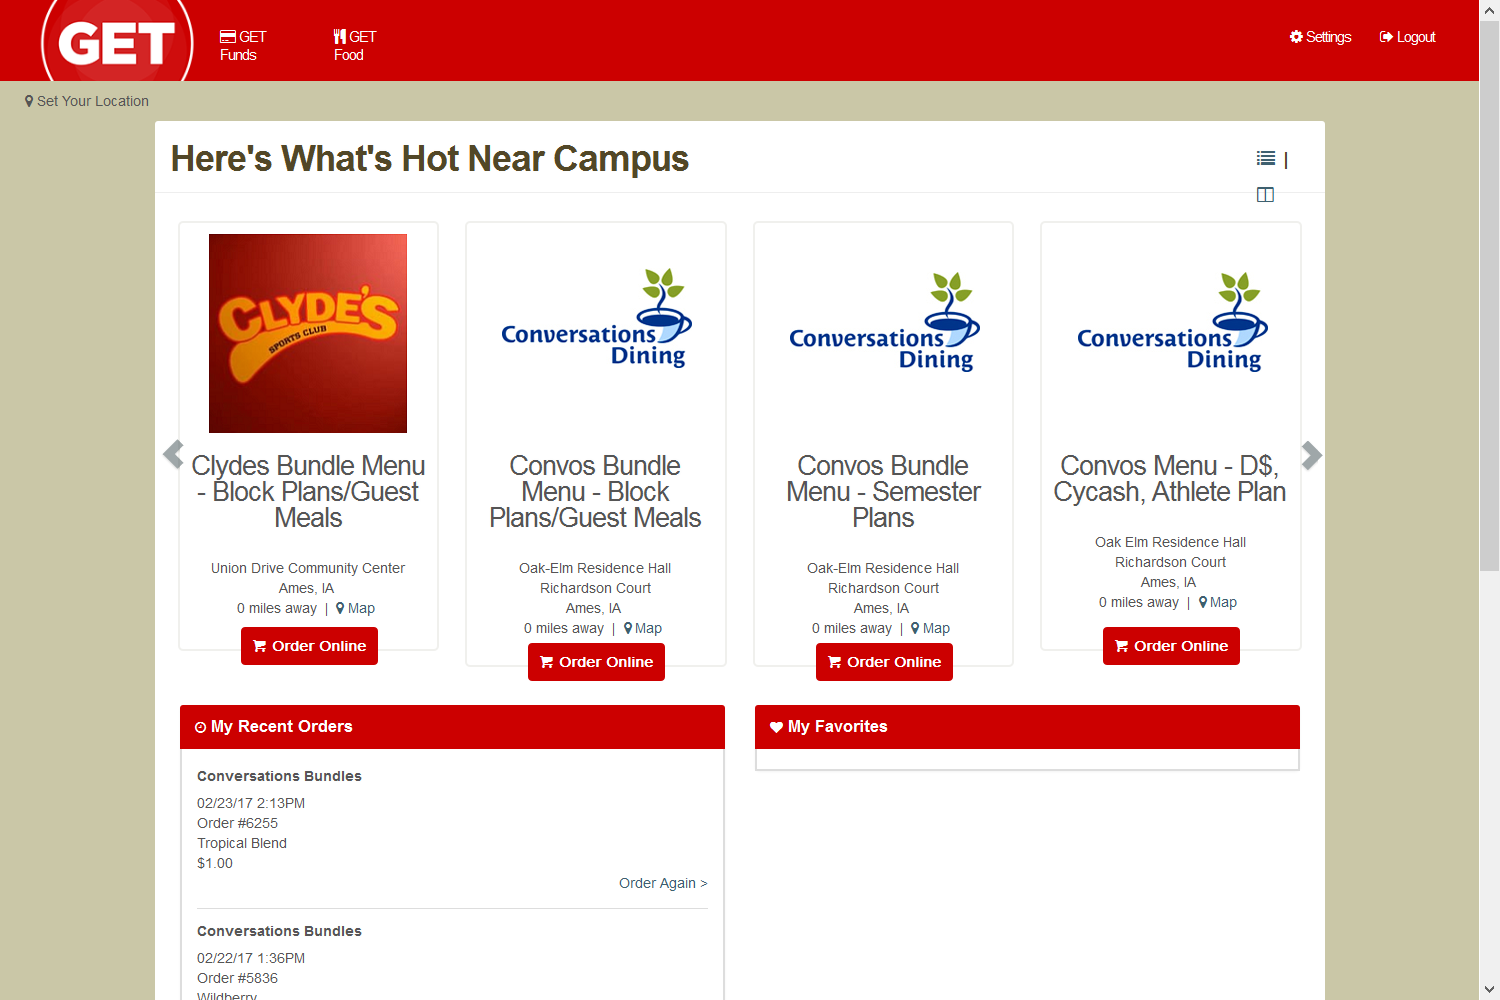 GET
GET
Funds
GET
Food
Settings
Logout
Set Your Location
Here's What's Hot Near Campus
|
CLYDE'S
SPORTS CLUB
Clydes Bundle Menu
- Block Plans/Guest
Meals
Union Drive Community Center
Ames, IA
0 miles away | Map
Order Online
Conversations
Dining
Convos Bundle
Menu - Block
Plans/Guest Meals
Oak-Elm Residence Hall
Richardson Court
Ames, IA
0 miles away | Map
Order Online
Conversations
Dining
Convos Bundle
Menu - Semester
Plans
Oak-Elm Residence Hall
Richardson Court
Ames, IA
0 miles away | Map
Order Online
Conversations
Dining
Convos Menu - D$,
Cycash, Athlete Plan
Oak Elm Residence Hall
Richardson Court
Ames, IA
0 miles away | Map
Order Online
My Recent Orders
Conversations Bundles
02/23/17 2:13PM
Order #6255
Tropical Blend
$1.00
Order Again >
Conversations Bundles
02/22/17 1:36PM
Order #5836
Wildberry
My Favorites